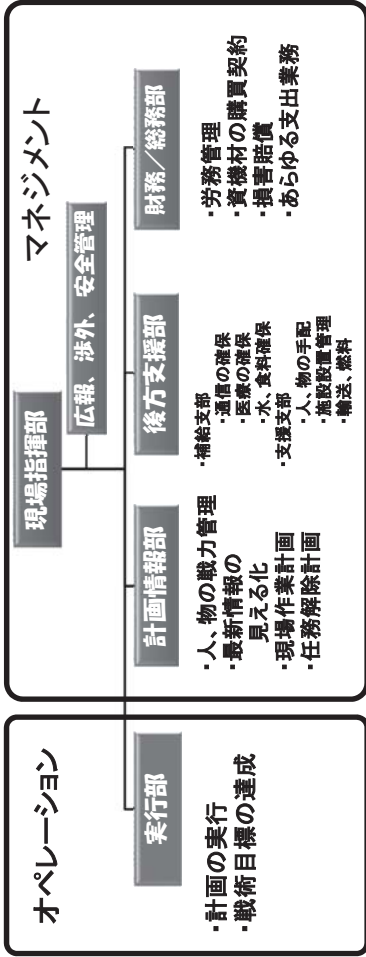 オペレーション
マネジメント
現場指揮部
広報、渉外、安全管理
実行部
・計画の実行
・戦術目標の達成
計画情報部
・人、物の戦力管理
・最新情報の
見える化
・現場作業計画
・任務解除計画
後方支援部
・補給支部
・通信の確保
・医療の確保
・水、食料確保
・支援支部
・人、物の手配
・施設設置管理
・輸送、燃料
財務／総務部
・労務管理
・資機材の購買契約
・損害賠償
・あらゆる支出業務